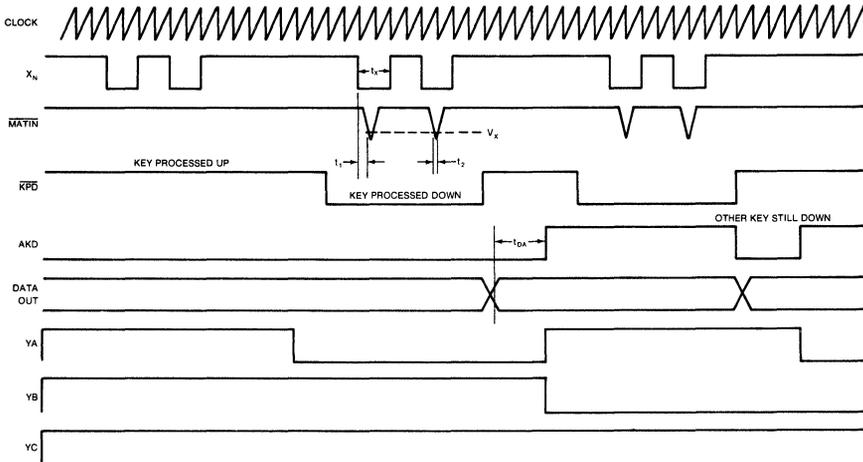 CLOCK
X_N
t_X
MATIN
V_X
t_1
t_2
KEY PROCESSED UP
KPD
KEY PROCESSED DOWN
OTHER KEY STILL DOWN
AKD
t_DA
DATA
OUT
YA
YB
YC